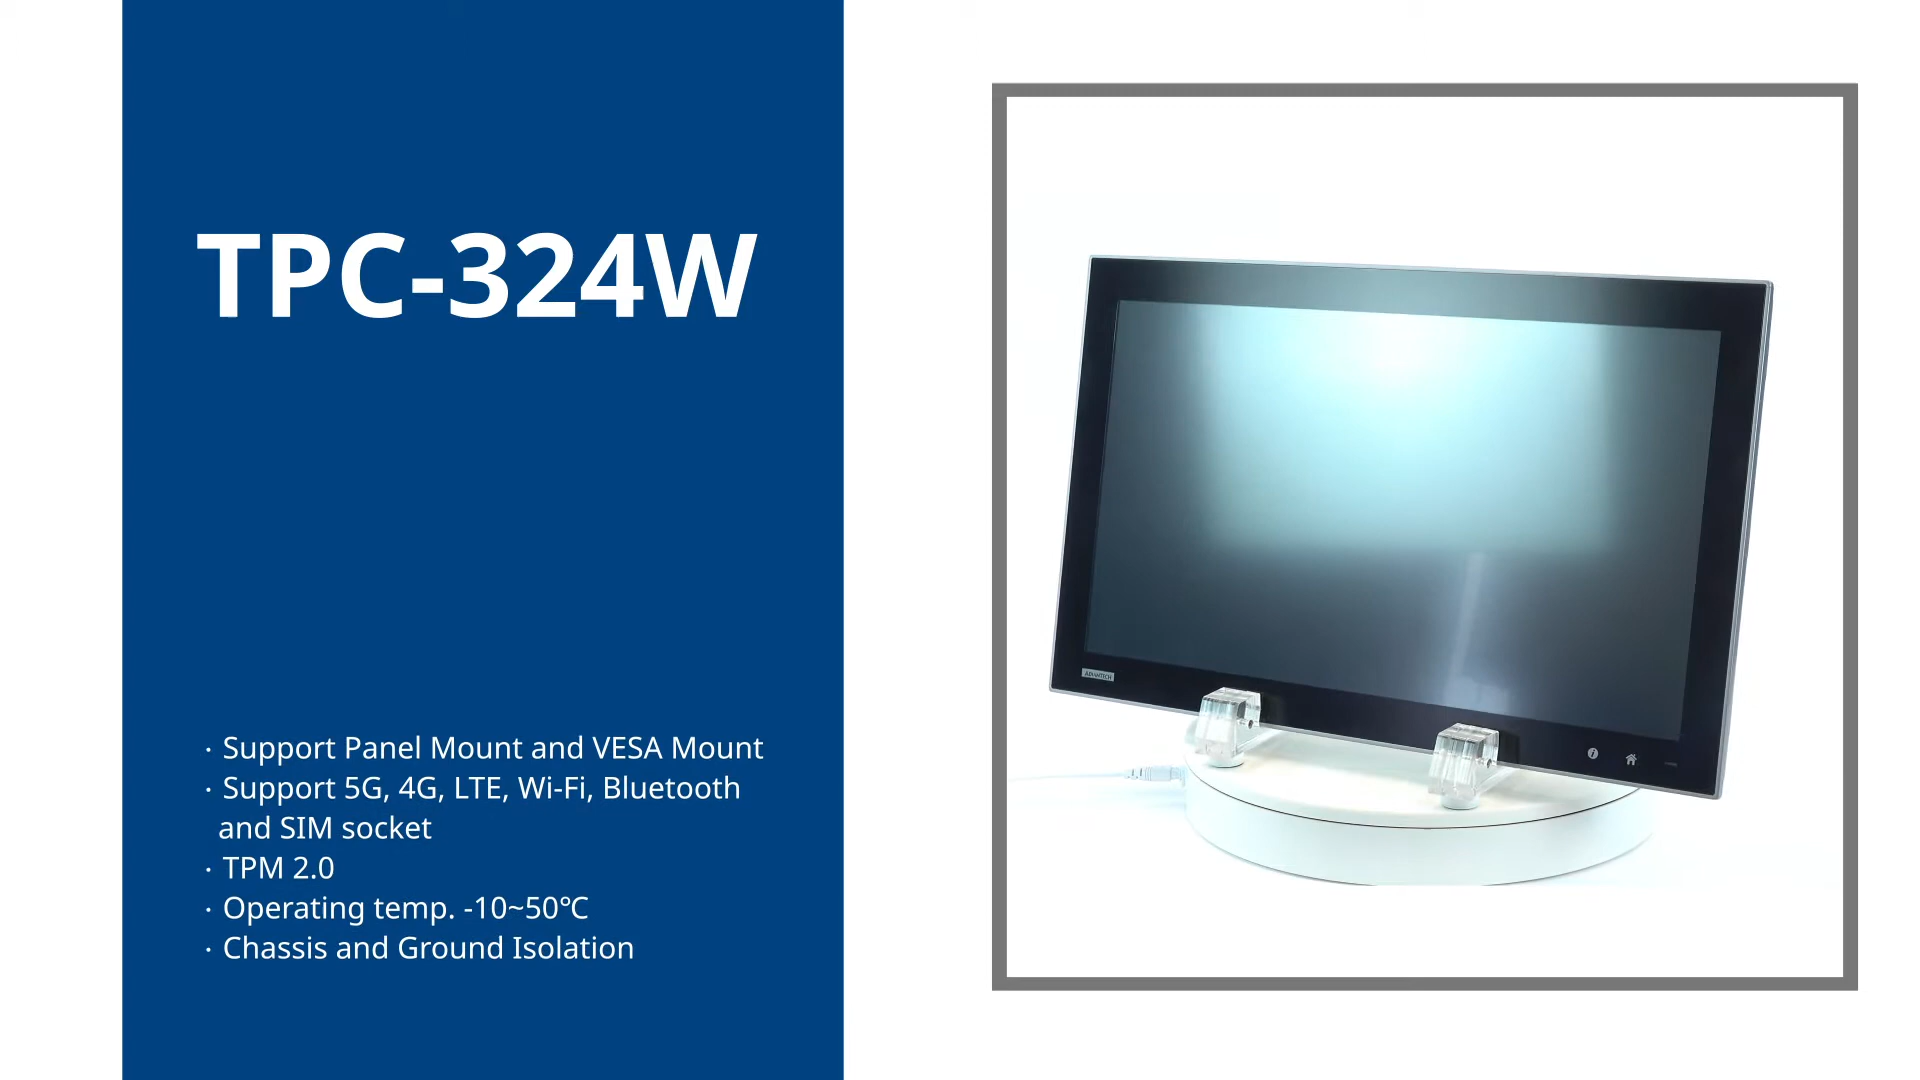 TPC-324W
· Support Panel Mount and VESA Mount
· Support 5G, 4G, LTE, Wi-Fi, Bluetooth
and SIM socket
· TPM 2.0
· Operating temp. -10~50℃
· Chassis and Ground Isolation
ADVANTECH